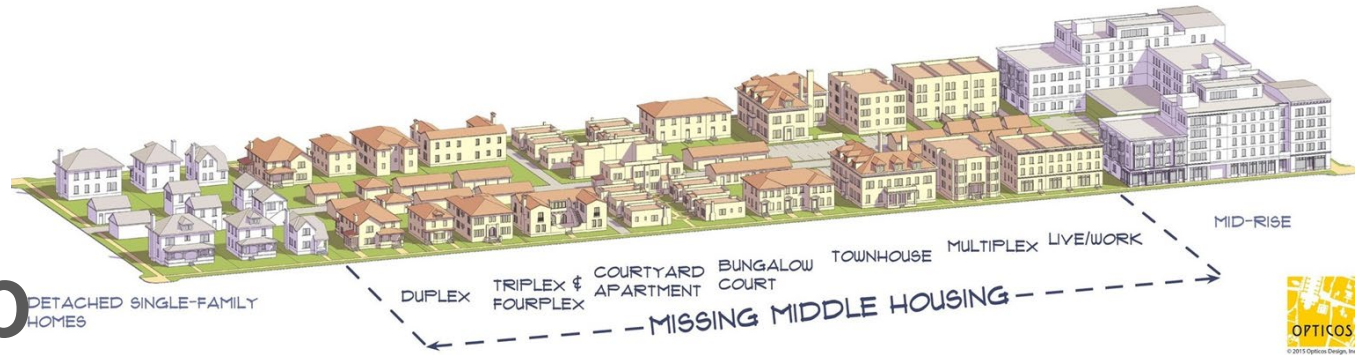 DETACHED SINGLE-FAMILY
HOMES
DUPLEX
TRIPLEX &
FOURPLEX
COURTYARD
APARTMENT
BUNGALOW
COURT
TOWNHOUSE
MULTIPLEX
LIVE/WORK
MID-RISE
MISSING MIDDLE HOUSING
OPTICOS
© 2015 Opticos Design, Inc.